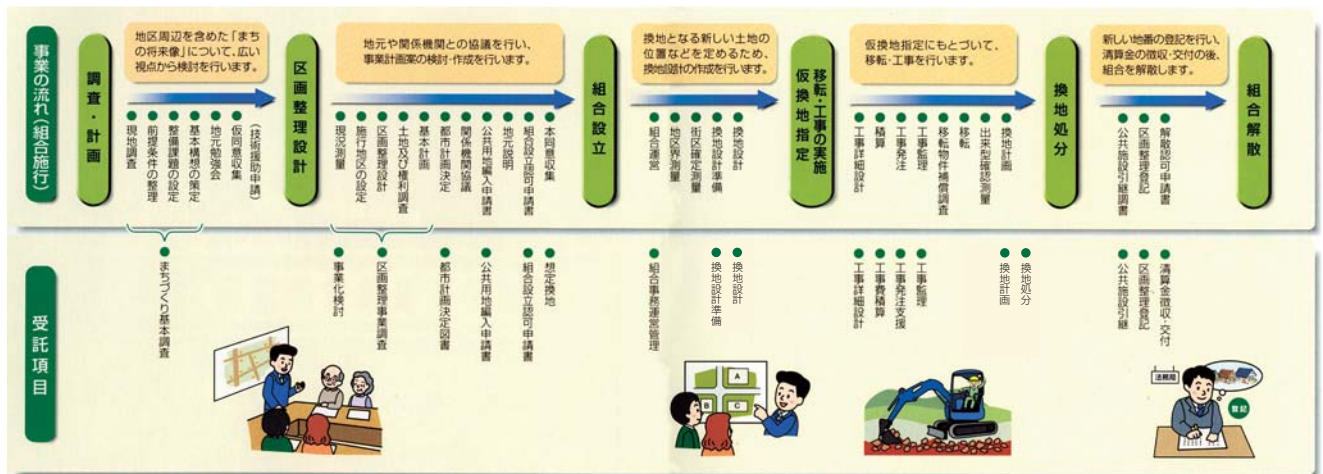 事業の流れ(組合施行)
調査・計画
地区周辺を含めた「まち
の将来像」について、広い
視点から検討を行います。
現地調査
前提条件の整理
整備課題の設定
基本構想の策定
地元勉強会
仮同意収集
(技術援助申請)
区画整理設計
地元や関係機関との協議を行い、
事業計画案の検討・作成を行います。
現況測量
施行地区の設定
区画整理設計
土地及び権利調査
基本計画
都市計画決定
関係機関協議
公共用地編入申請書
地元説明
組合設立認可申請書
本同意収集
組合設立
換地となる新しい土地の
位置などを定めるため、
換地設計の作成を行います。
組合運営
地区界測量
街区確定測量
換地設計準備
換地設計
移転・工事の実施
仮換地指定
仮換地指定にもとづいて、
移転・工事を行います。
工事詳細設計
積算
工事発注
工事監理
移転物件補償調査
移転
出来型確認測量
換地計画
換地処分
新しい地番の登記を行い、
清算金の徴収・交付の後、
組合を解散します。
公共施設引継調書
区画整理登記
解散認可申請書
組合解散
受託項目
まちづくり基本調査
事業化検討
区画整理事業調査
都市計画決定図書
公共用地編入申請書
組合設立認可申請書
想定換地
組合事務運営管理
換地設計準備
換地設計
工事詳細設計
工事費積算
工事発注支援
工事監理
換地計画
換地処分
公共施設引継
区画整理登記
清算金徴収・交付
A
B
C
法務局
登記